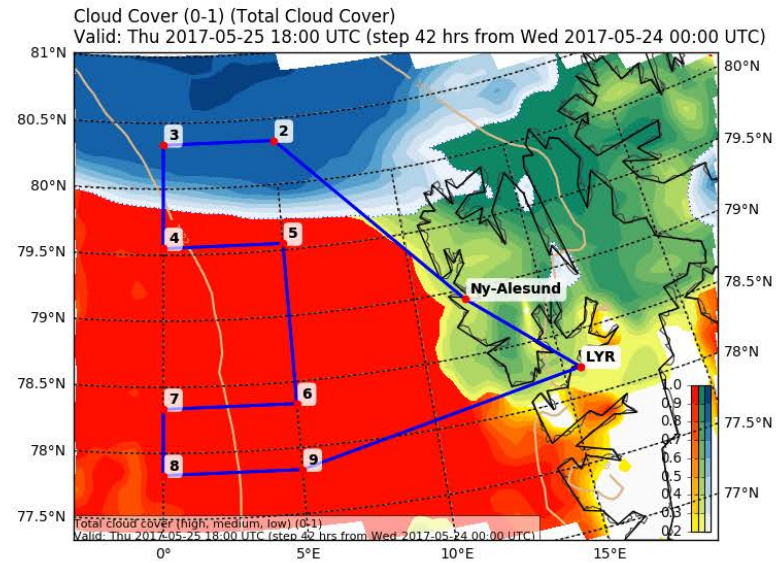 Cloud Cover (0-1) (Total Cloud Cover)
Valid: Thu 2017-05-25 18:00 UTC (step 42 hrs from Wed 2017-05-24 00:00 UTC)
81°N
80°N
80.5°N
3
2
79.5°N
80°N
79°N
4
5
79.5°N
78.5°N
Ny-Alesund
79°N
78°N
LYR
78.5°N
7
6
1.0
0.9
0.8
0.7
0.6
0.5
0.4
0.3
0.2
77.5°N
78°N
8
9
77°N
77.5°N
Total cloud cover (high, medium, low) (0-1)
Valid: Thu 2017-05-25 18:00 UTC (step 42 hrs from Wed 2017-05-24 00:00 UTC)
0°
5°E
10°E
15°E